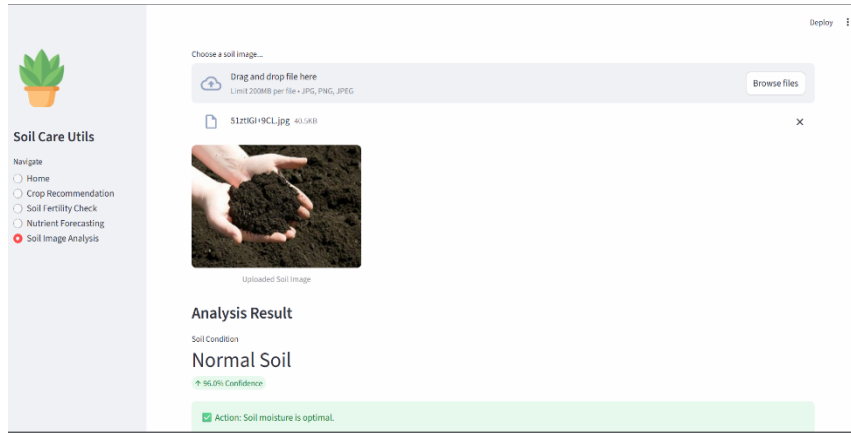 Deploy
Soil Care Utils
Navigate
Home
Crop Recommendation
Soil Fertility Check
Nutrient Forecasting
Soil Image Analysis
Choose a soil image...
Drag and drop file here
Limit 200MB per file • JPG, PNG, JPEG
Browse files
51ztIGI+9CL.jpg 40.5KB
Uploaded Soil Image
Analysis Result
Soil Condition
Normal Soil
↑ 96.0% Confidence
Action: Soil moisture is optimal.